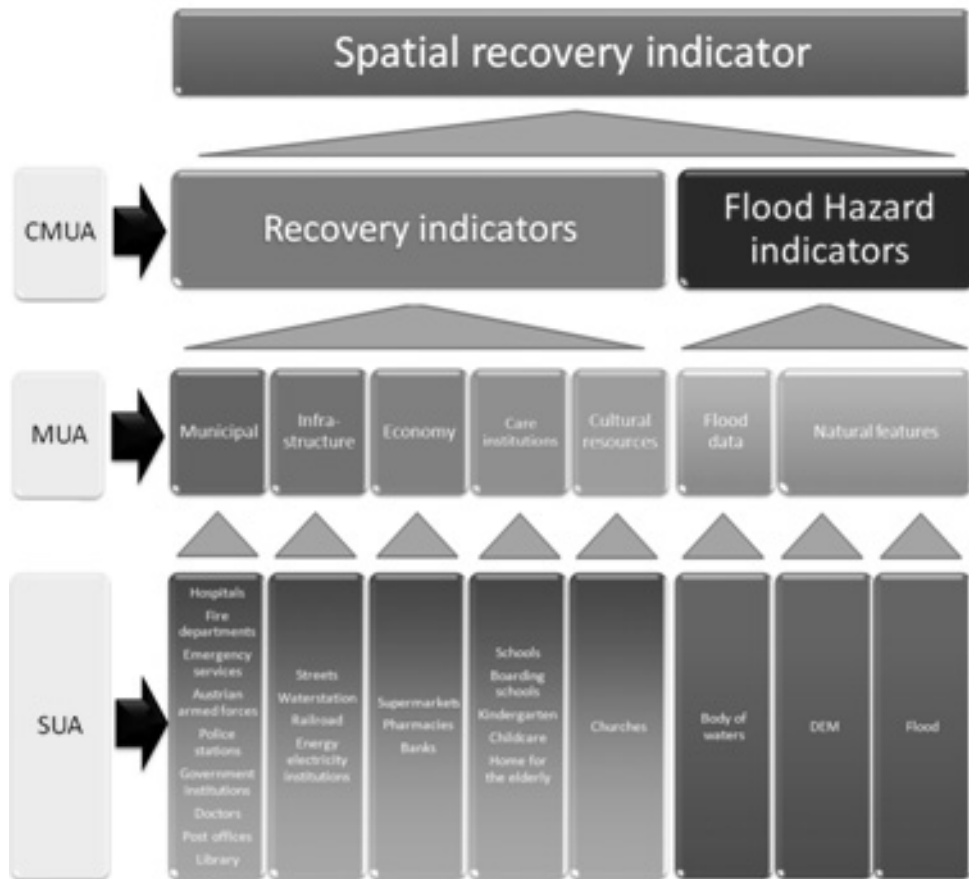 Spatial recovery indicator
CMUA
Recovery indicators
Flood Hazard
indicators
MUA
Municipal
Infra-
structure
Economy
Care
institutions
Cultural
resources
Flood
data
Natural features
SUA
Hospitals
Fire
departments
Emergency
services
Austrian
armed forces
Police
stations
Government
institutions
Doctors
Post offices
Library
Streets
Waterstation
Railroad
Energy
electricity
institutions
Supermarkets
Pharmacies
Banks
Schools
Boarding
schools
Kindergarten
Childcare
Home for
the elderly
Churches
Body of
waters
DEM
Flood